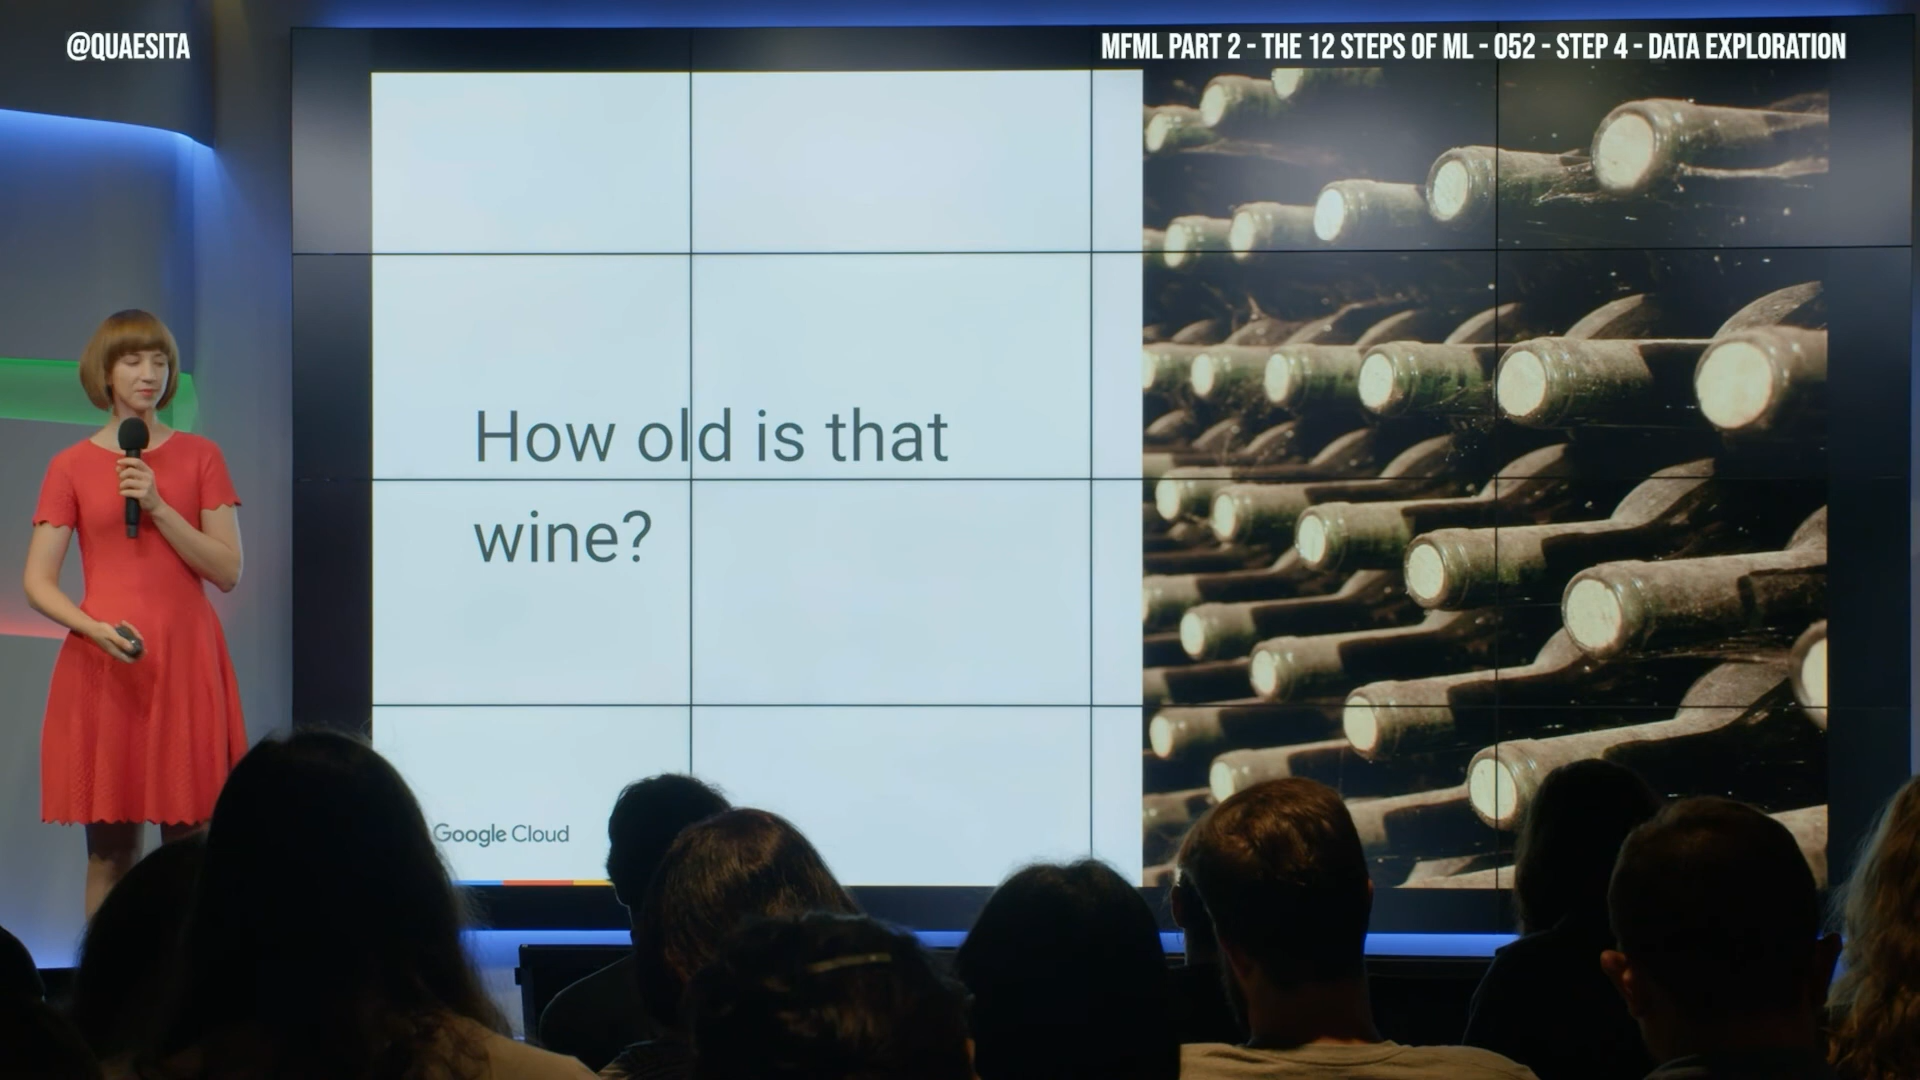 @QUAESITA
MFML PART 2 - THE 12 STEPS OF ML - 052 - STEP 4 - DATA EXPLORATION
How old is that
wine?
Google Cloud